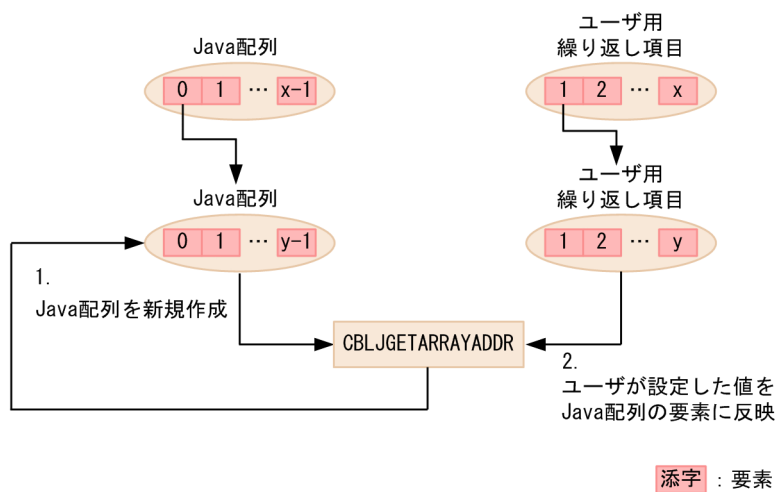 Java配列
0 1 … x-1
ユーザ用
繰り返し項目
1 2 … x
Java配列
0 1 … y-1
ユーザ用
繰り返し項目
1 2 … y
1.
Java配列を新規作成
CBLJGETARRAYADDR
2.
ユーザが設定した値を
Java配列の要素に反映
添字 : 要素